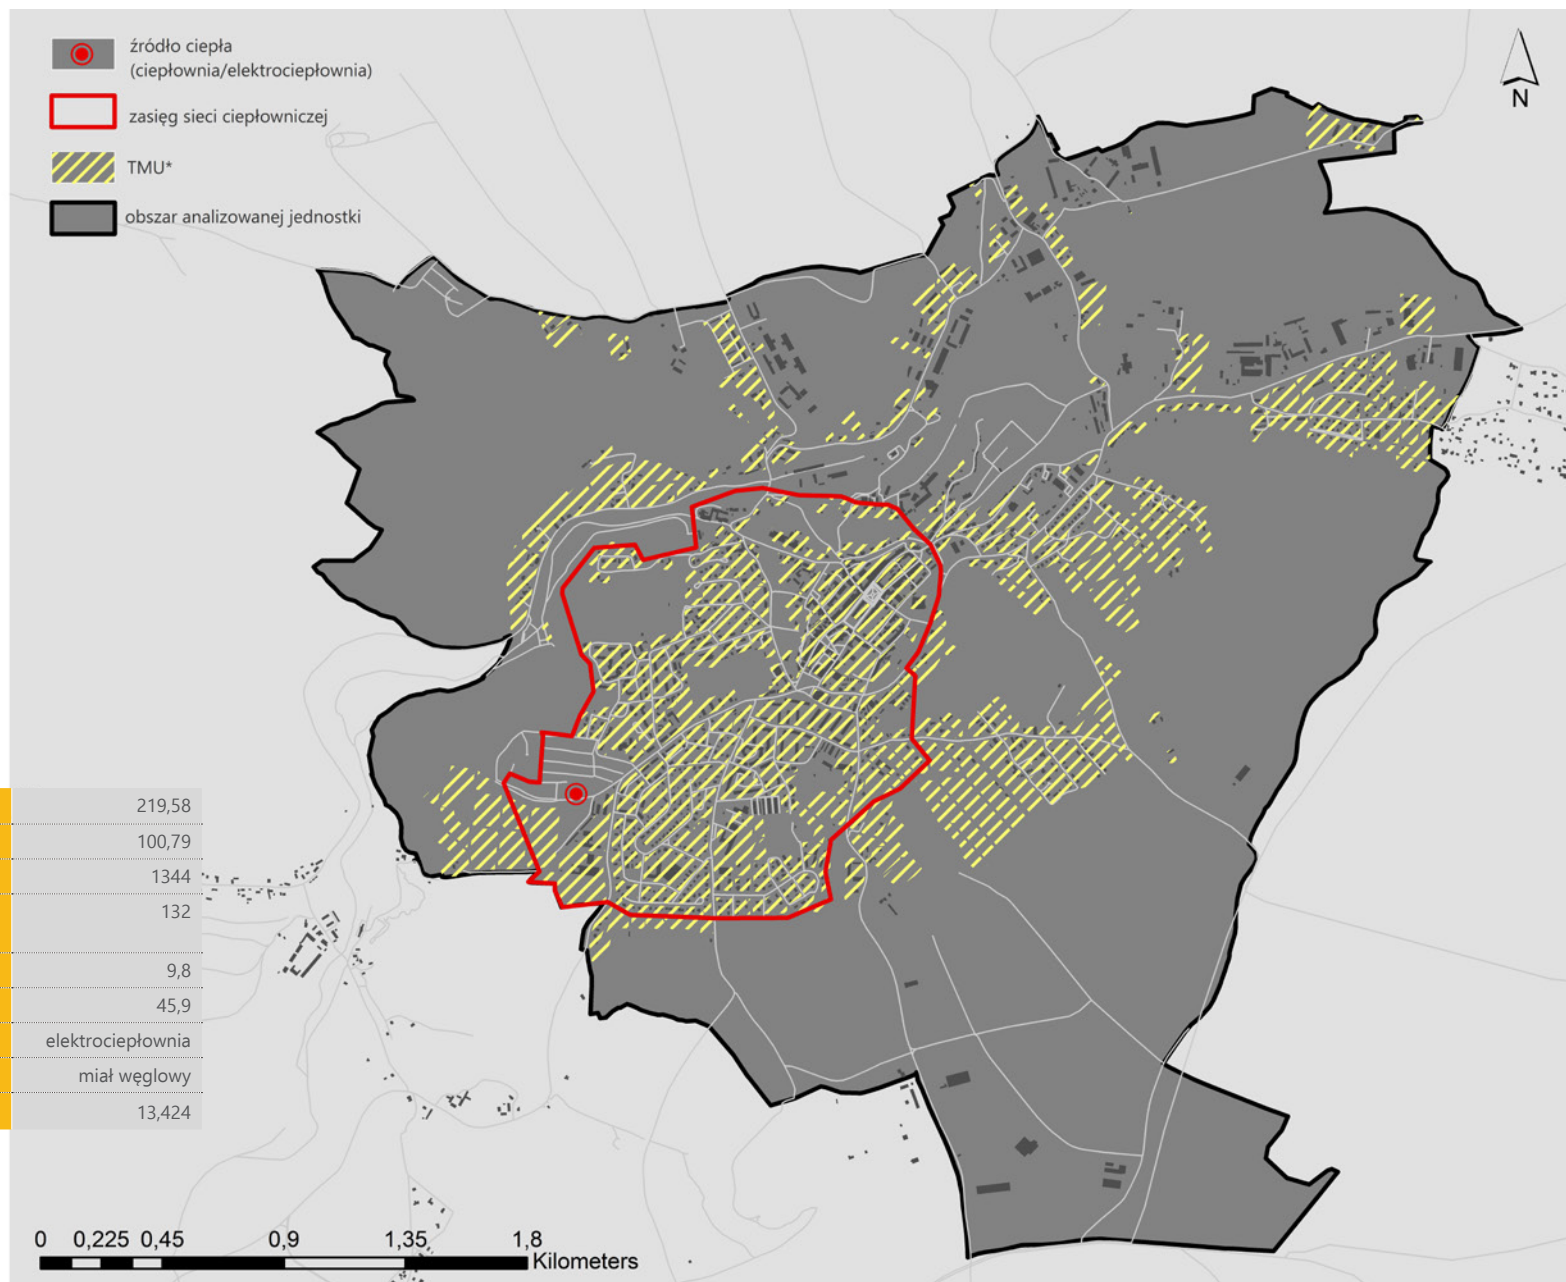 źródło ciepła
(ciepłownia/elektrociepłownia)
zasięg sieci ciepłowniczej
TMU*
obszar analizowanej jednostki
N
219,58
100,79
1344
132
9,8
45,9
elektrociepłownia
miał węglowy
13,424
0 0,225 0,45 0,9 1,35 1,8
Kilometers